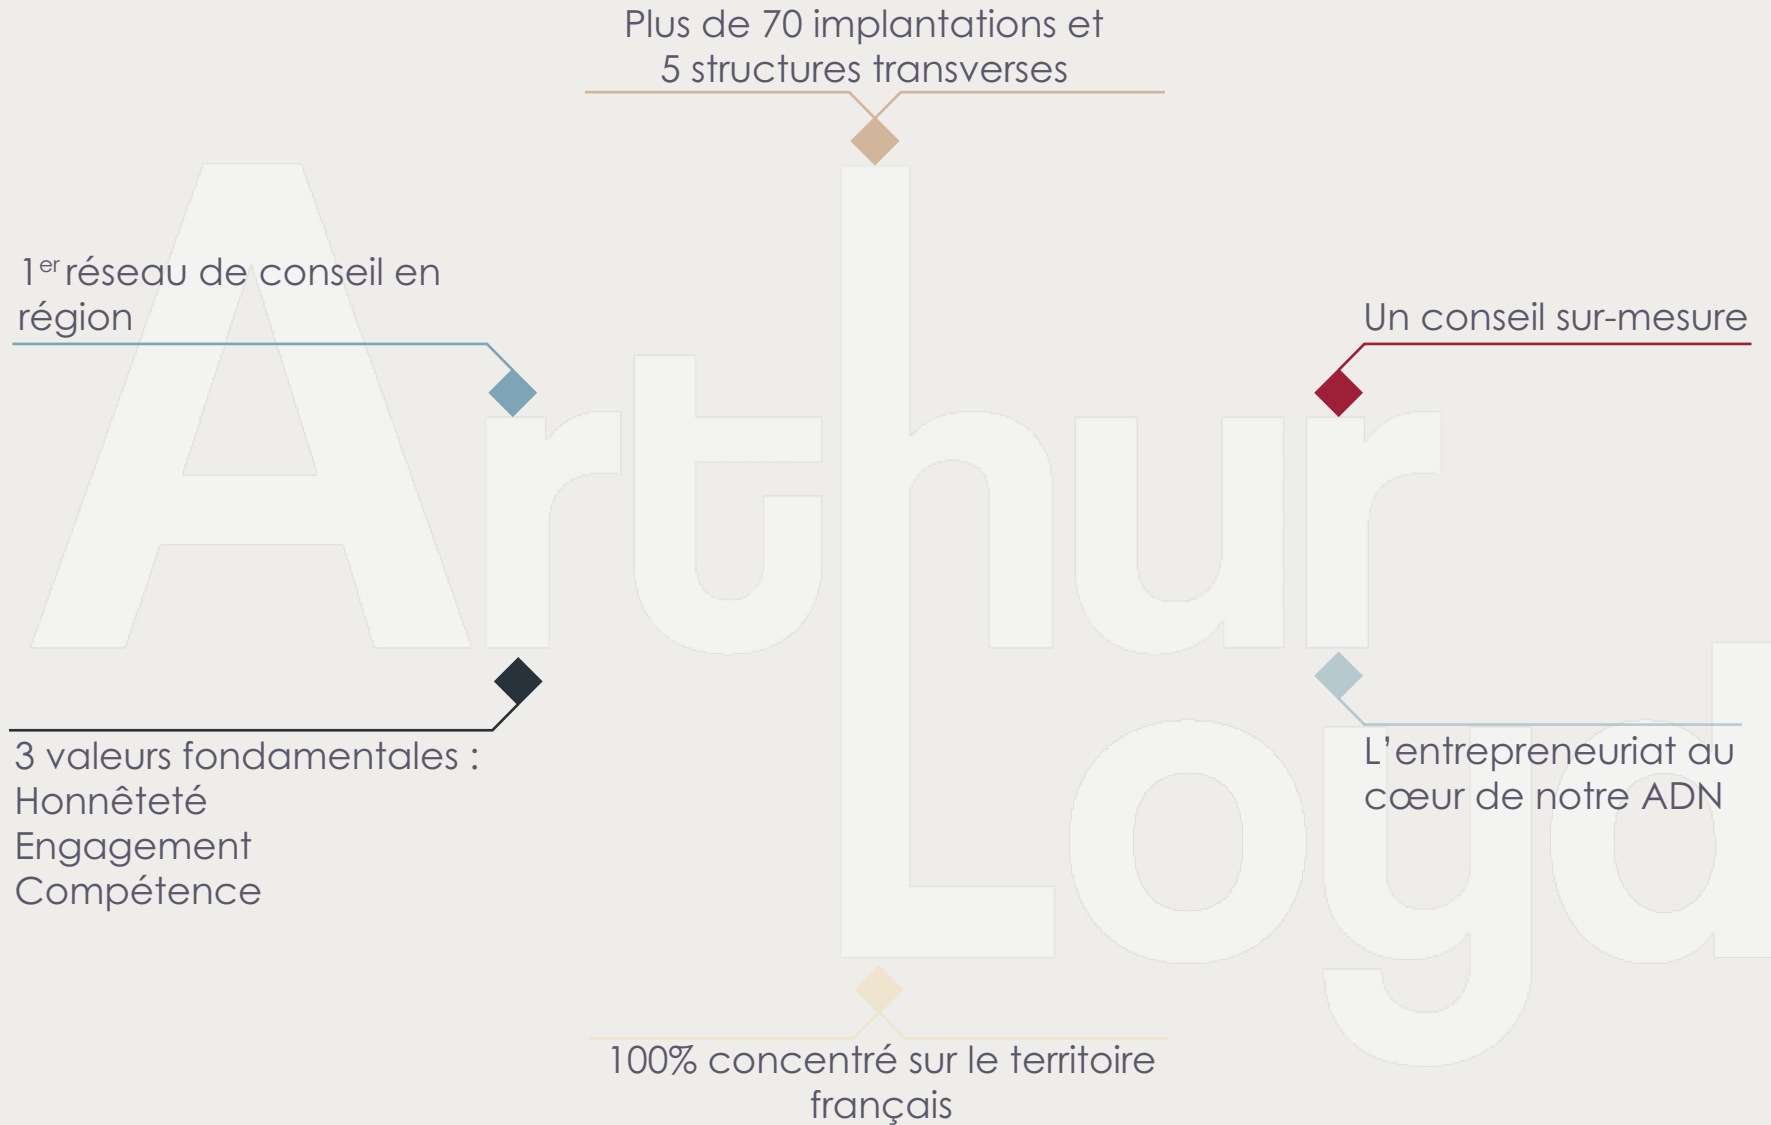 Plus de 70 implantations et
5 structures transverses
1er réseau de conseil en
région
Un conseil sur-mesure
Arthur
Loyd
3 valeurs fondamentales :
Honnêteté
Engagement
Compétence
L'entrepreneuriat au
cœur de notre ADN
100% concentré sur le territoire
français